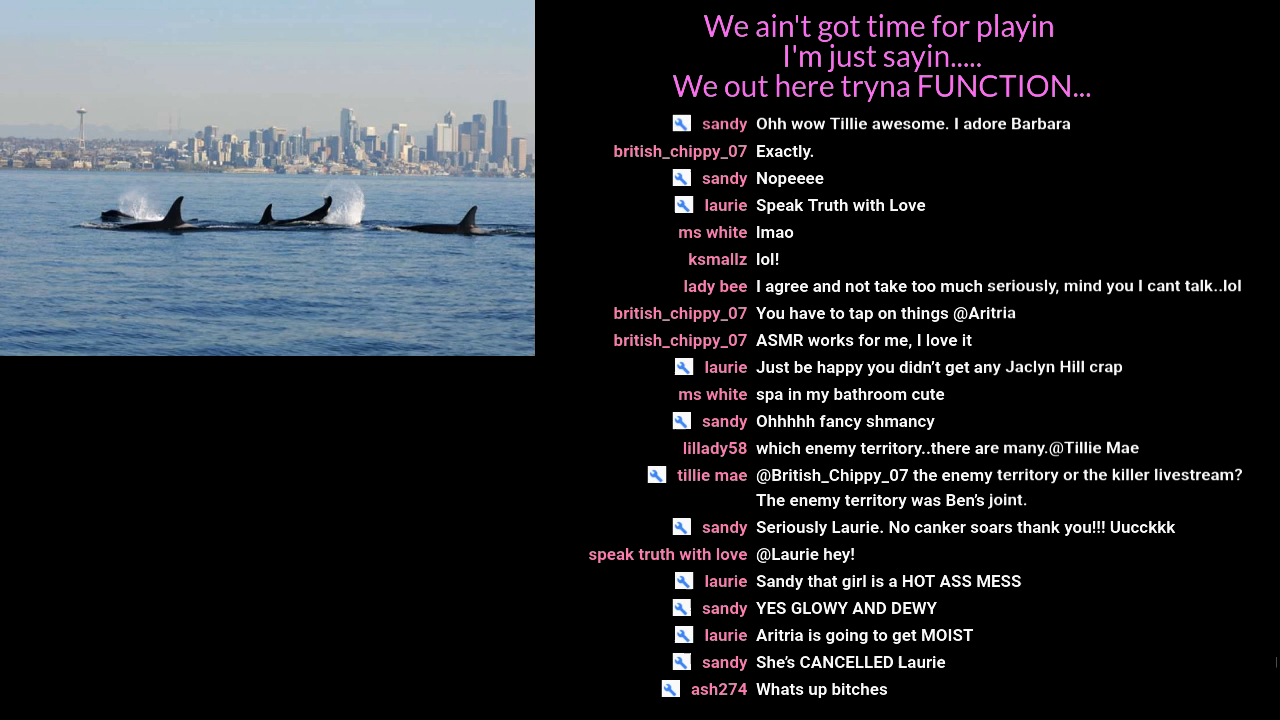 We ain't got time for playin
I'm just sayin.....
We out here tryna FUNCTION...
sandy Ohh wow Tillie awesome. I adore Barbara
british_chippy_07 Exactly.
sandy Nopeeee
laurie Speak Truth with Love
ms white lmao
ksmallz lol!
lady bee I agree and not take too much seriously, mind you I cant talk..lol
british_chippy_07 You have to tap on things @Aritria
british_chippy_07 ASMR works for me, I love it
laurie Just be happy you didn’t get any Jaclyn Hill crap
ms white spa in my bathroom cute
sandy Ohhhhh fancy shmancy
lillady58 which enemy territory..there are many.@Tillie Mae
tillie mae @British_Chippy_07 the enemy territory or the killer livestream?
The enemy territory was Ben’s joint.
sandy Seriously Laurie. No canker soars thank you!!! Uucckkk
speak truth with love @Laurie hey!
laurie Sandy that girl is a HOT ASS MESS
sandy YES GLOWY AND DEWY
laurie Aritria is going to get MOIST
sandy She’s CANCELLED Laurie
ash274 Whats up bitches